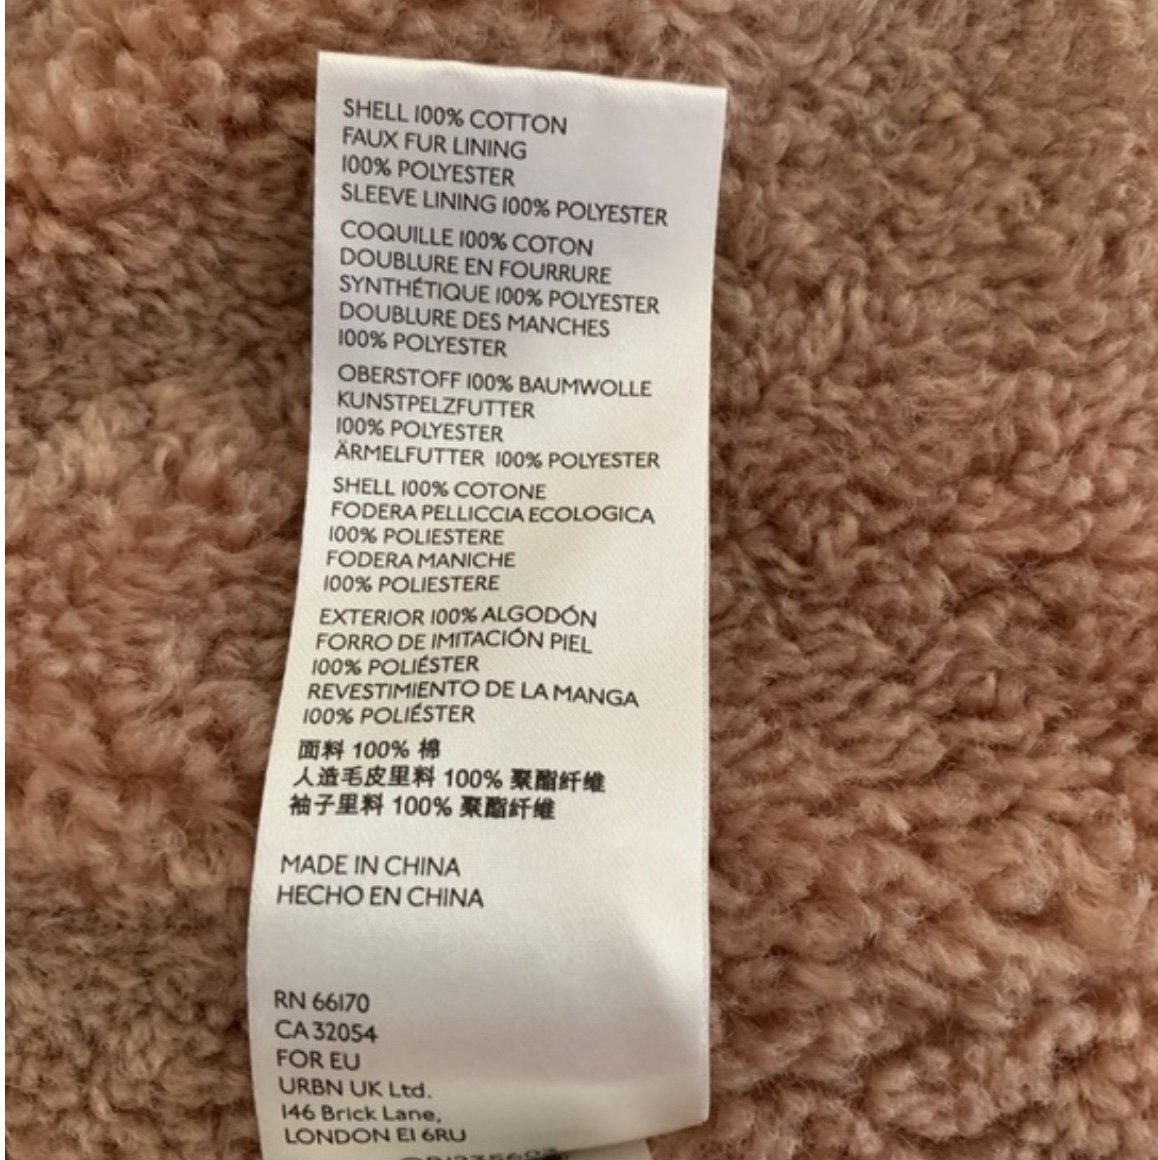 SHELL 100% COTTON
FAUX FUR LINING
100% POLYESTER
SLEEVE LINING 100% POLYESTER
COQUILLE 100% COTON
DOUBLURE EN FOURRURE
SYNTHÉTIQUE 100% POLYESTER
DOUBLURE DES MANCHES
100% POLYESTER
OBERSTOFF 100% BAUMWOLLE
KUNSTPELZFUTTER
100% POLYESTER
ÄRMELFUTTER 100% POLYESTER
SHELL 100% COTONE
FODERA PELLICCIA ECOLOGICA
100% POLIESTERE
FODERA MANICHE
100% POLIESTERE
EXTERIOR 100% ALGODÓN
FORRO DE IMITACIÓN PIEL
100% POLIÉSTER
REVESTIMIENTO DE LA MANGA
100% POLIÉSTER
面料 100% 棉
人造毛皮里料 100% 聚酯纤维
袖子里料 100% 聚酯纤维
MADE IN CHINA
HECHO EN CHINA
RN 66170
CA 32054
FOR EU
URBN UK Ltd.
146 Brick Lane,
LONDON E1 6RU